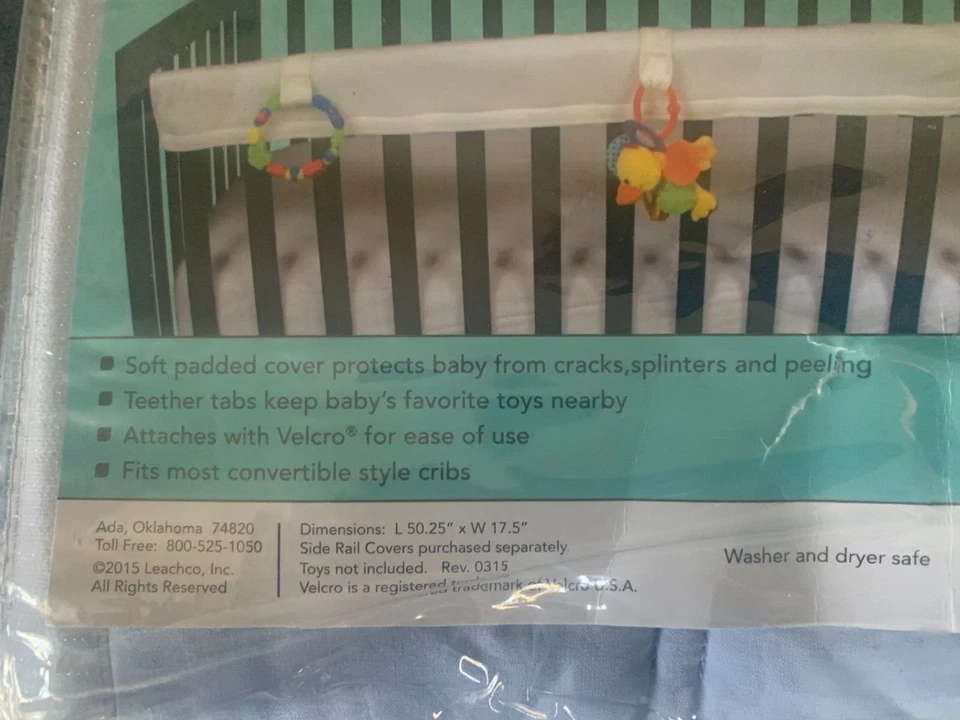 Soft padded cover protects baby from cracks,splinters and peeling
Teether tabs keep baby's favorite toys nearby
Attaches with Velcro® for ease of use
Fits most convertible style cribs
Ada, Oklahoma 74820
Toll Free: 800-525-1050
©2015 Leachco, Inc.
All Rights Reserved
Dimensions: L 50.25" x W 17.5"
Side Rail Covers purchased separately
Toys not included. Rev. 0315
Velcro is a registered trademark of Velcro U.S.A.
Washer and dryer safe